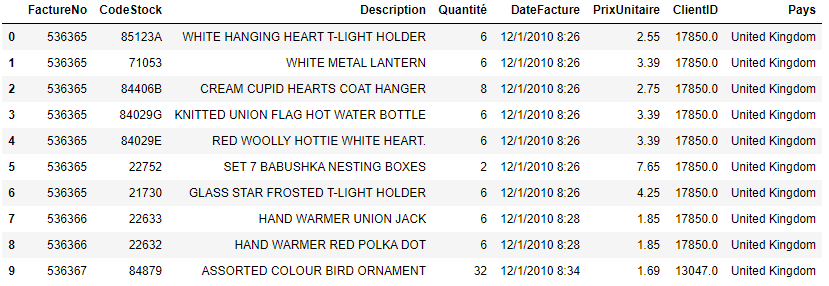 FactureNo CodeStock Description Quantité DateFacture PrixUnitaire ClientID Pays
0 536365 85123A WHITE HANGING HEART T-LIGHT HOLDER 6 12/1/2010 8:26 2.55 17850.0 United Kingdom
1 536365 71053 WHITE METAL LANTERN 6 12/1/2010 8:26 3.39 17850.0 United Kingdom
2 536365 84406B CREAM CUPID HEARTS COAT HANGER 8 12/1/2010 8:26 2.75 17850.0 United Kingdom
3 536365 84029G KNITTED UNION FLAG HOT WATER BOTTLE 6 12/1/2010 8:26 3.39 17850.0 United Kingdom
4 536365 84029E RED WOOLLY HOTTIE WHITE HEART. 6 12/1/2010 8:26 3.39 17850.0 United Kingdom
5 536365 22752 SET 7 BABUSHKA NESTING BOXES 2 12/1/2010 8:26 7.65 17850.0 United Kingdom
6 536365 21730 GLASS STAR FROSTED T-LIGHT HOLDER 6 12/1/2010 8:26 4.25 17850.0 United Kingdom
7 536366 22633 HAND WARMER UNION JACK 6 12/1/2010 8:28 1.85 17850.0 United Kingdom
8 536366 22632 HAND WARMER RED POLKA DOT 6 12/1/2010 8:28 1.85 17850.0 United Kingdom
9 536367 84879 ASSORTED COLOUR BIRD ORNAMENT 32 12/1/2010 8:34 1.69 13047.0 United Kingdom